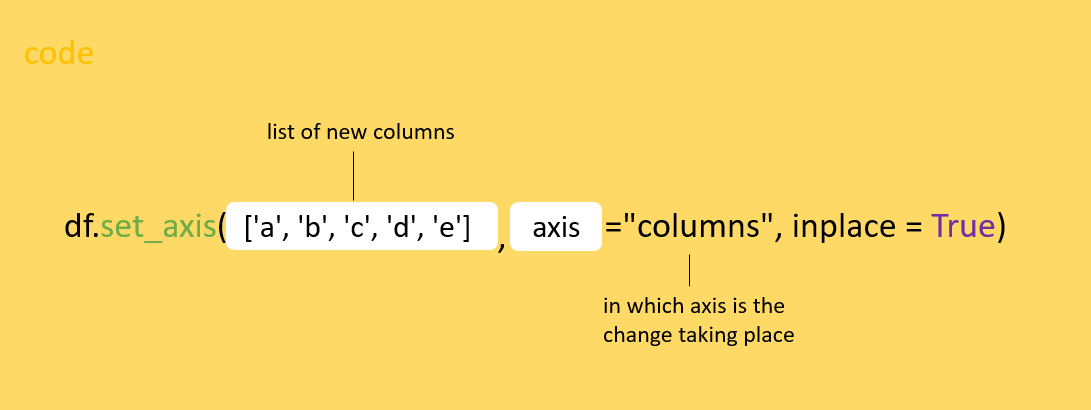 code
list of new columns
df.set_axis(['a', 'b', 'c', 'd', 'e'], axis="columns", inplace = True)
in which axis is the
change taking place